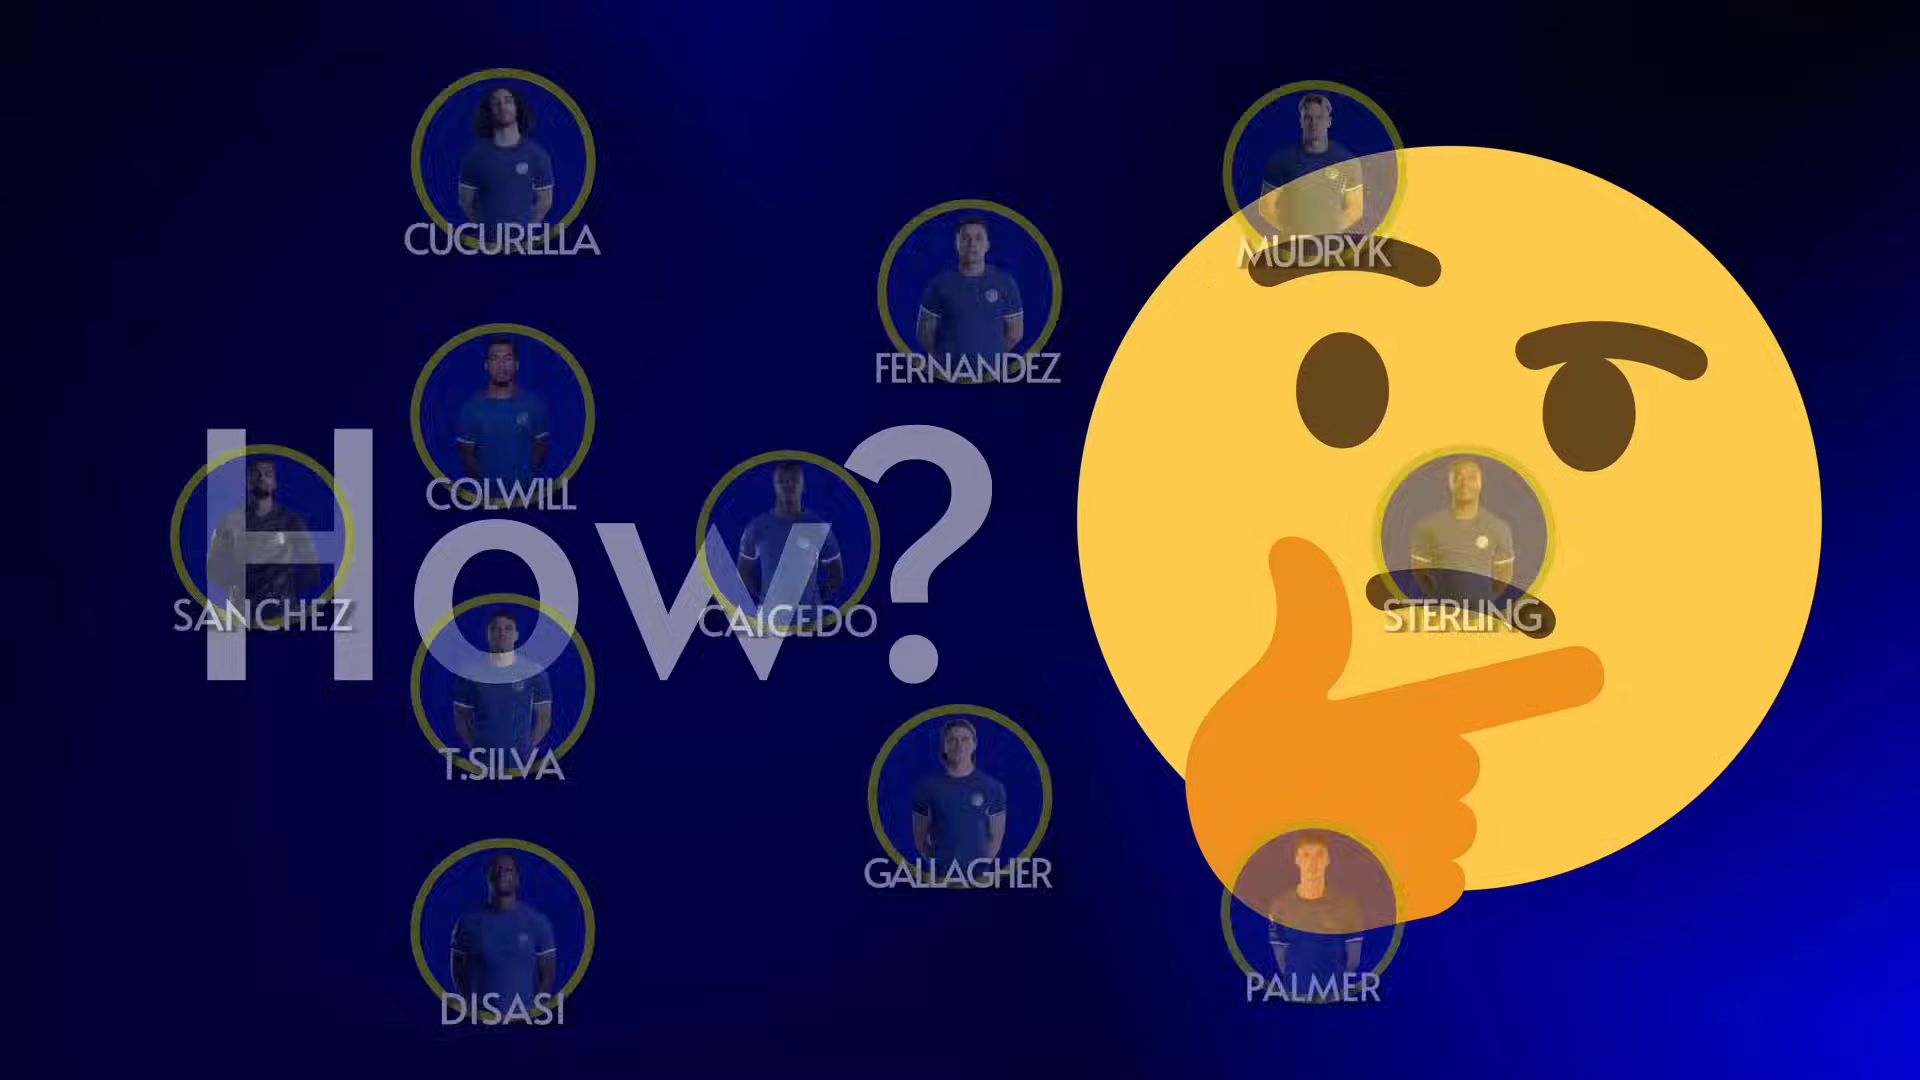 CUCURELLA
MUDRYK
FERNANDEZ
COLWILL
How?
SANCHEZ
CAICEDO
STERLING
T.SILVA
GALLAGHER
PALMER
DISASI